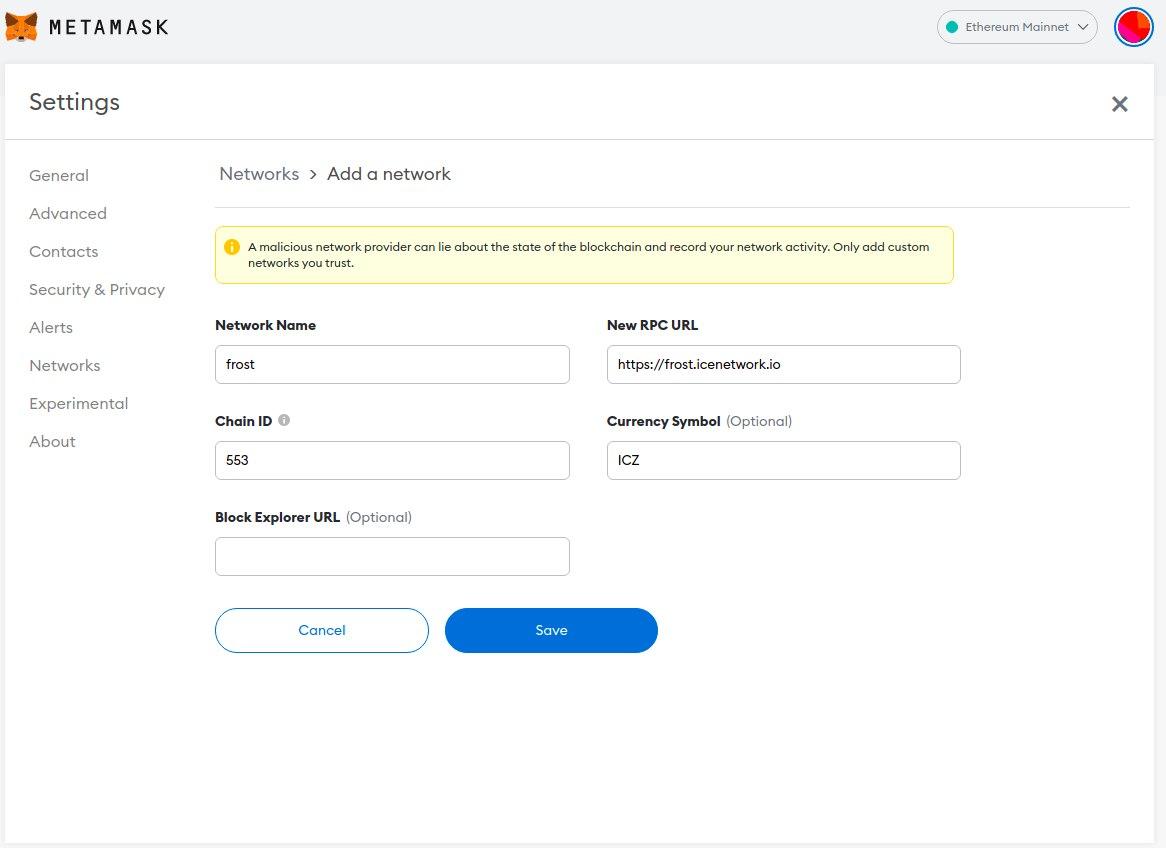 METAMASK
Ethereum Mainnet
Settings
General
Advanced
Contacts
Security & Privacy
Alerts
Networks
Experimental
About
Networks > Add a network
A malicious network provider can lie about the state of the blockchain and record your network activity. Only add custom
networks you trust.
Network Name
frost
New RPC URL
https://frost.icenetwork.io
Chain ID
553
Currency Symbol (Optional)
ICZ
Block Explorer URL (Optional)
Cancel
Save